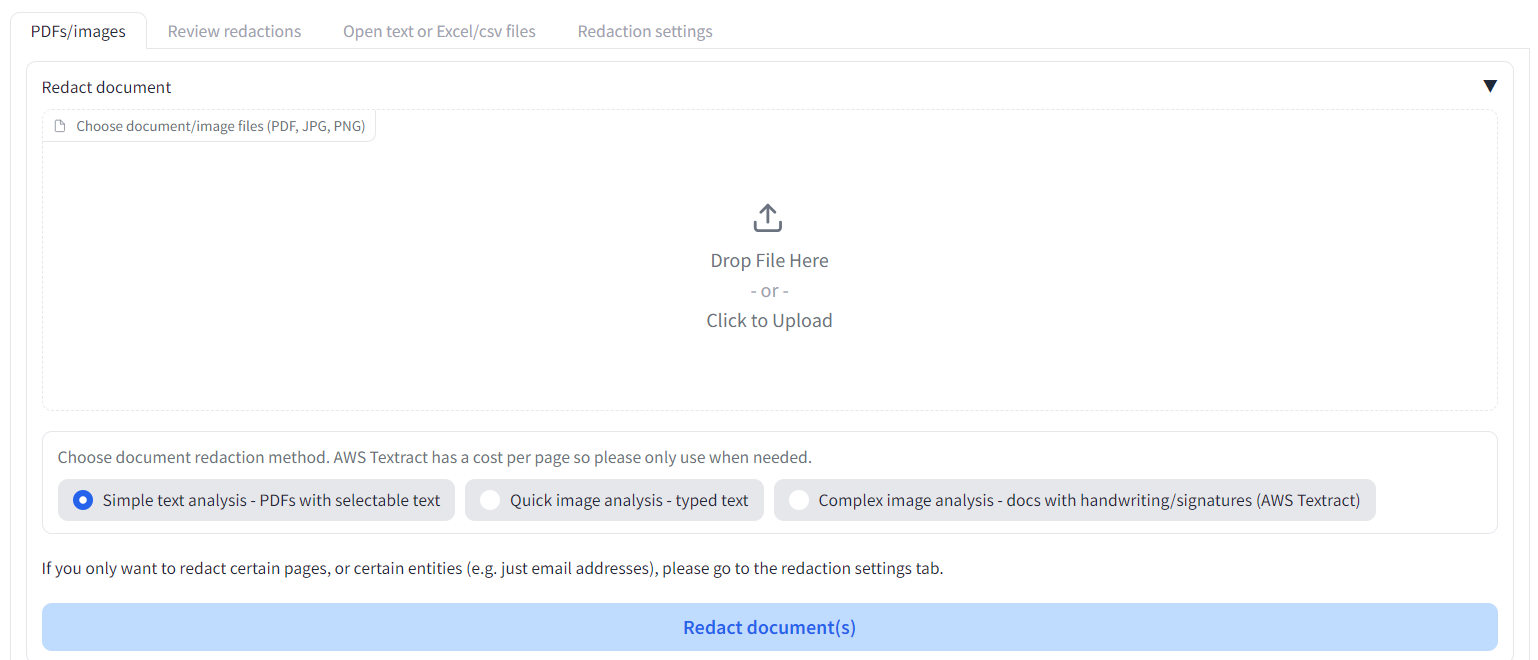 PDFs/images Review redactions Open text or Excel/csv files Redaction settings
Redact document
Choose document/image files (PDF, JPG, PNG)
Drop File Here
- or -
Click to Upload
Choose document redaction method. AWS Textract has a cost per page so please only use when needed.
Simple text analysis - PDFs with selectable text Quick image analysis - typed text Complex image analysis - docs with handwriting/signatures (AWS Textract)
If you only want to redact certain pages, or certain entities (e.g. just email addresses), please go to the redaction settings tab.
Redact document(s)